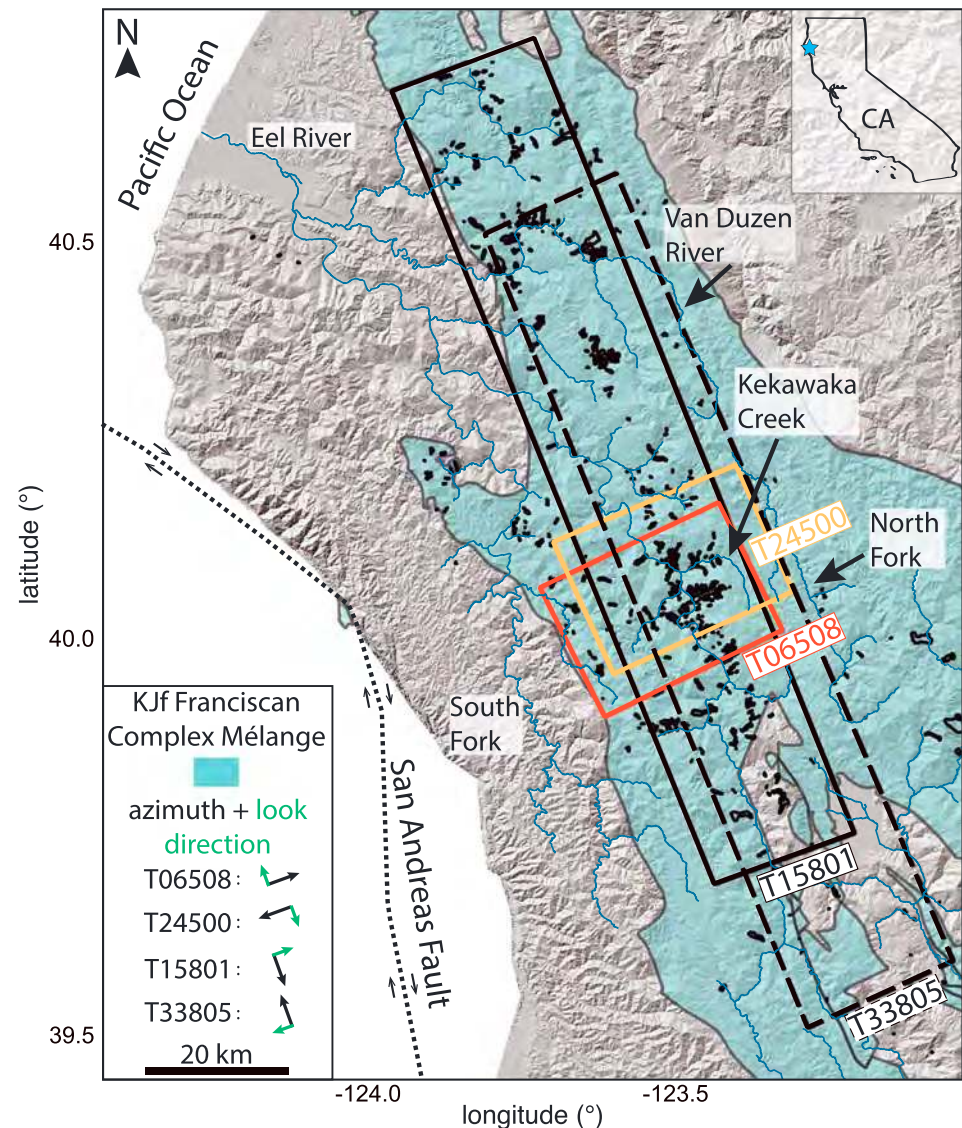 N
Pacific Ocean
Eel River
CA
Van Duzen
River
40.5
Kekawaka
Creek
T24500
North
Fork
latitude (°)
40.0
T06508
South
Fork
San Andreas Fault
KJf Franciscan
Complex Mélange
azimuth + look
direction
T06508:
T24500:
T15801:
T33805:
20 km
T15801
T33805
39.5
-124.0
-123.5
longitude (°)